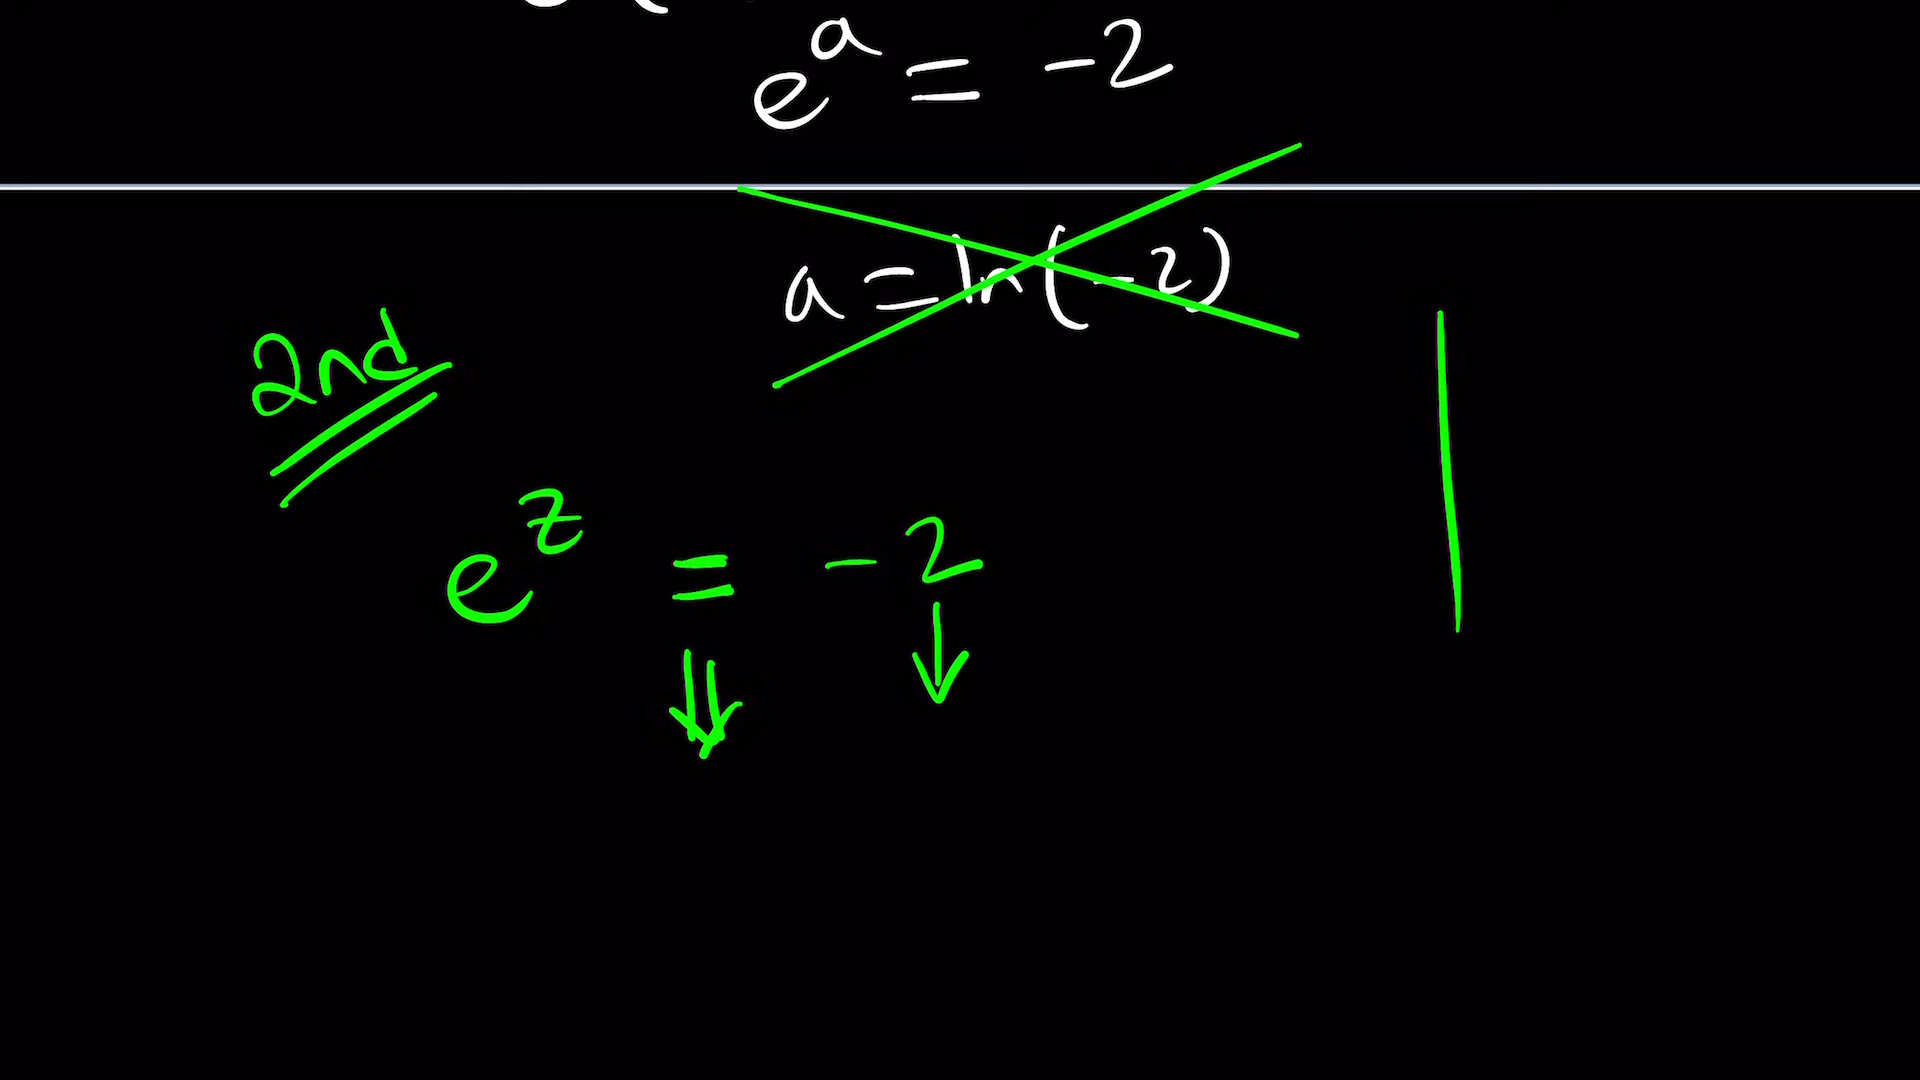 e^a = -2
a = ln(-2)
2nd
e^z = -2